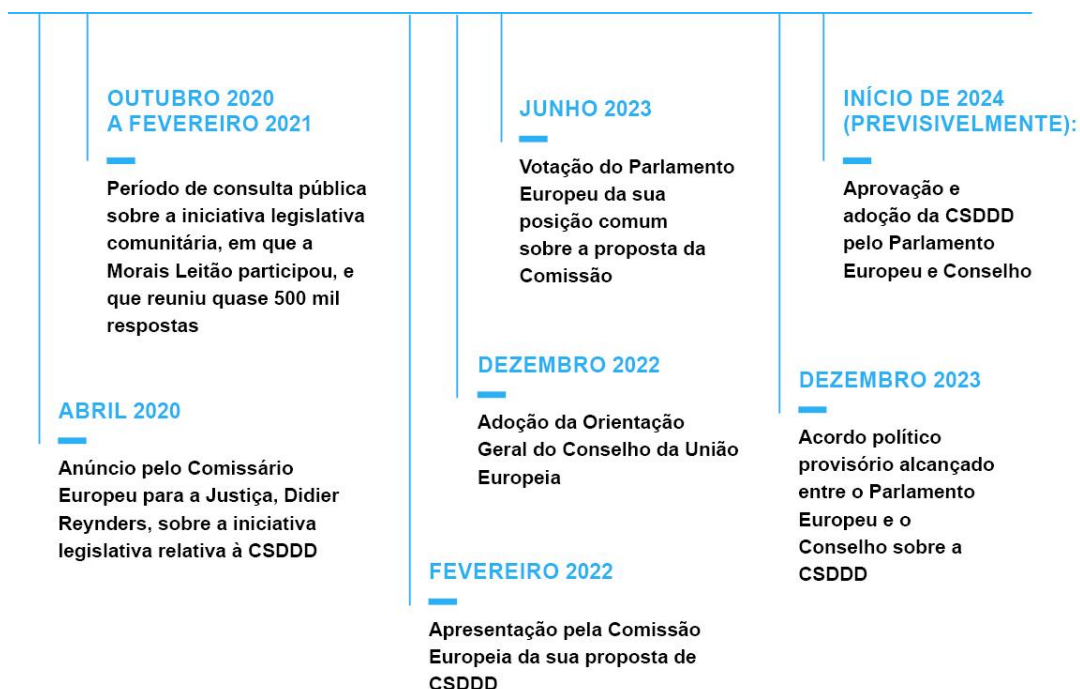 OUTUBRO 2020
A FEVEREIRO 2021
Período de consulta pública
sobre a iniciativa legislativa
comunitária, em que a
Morais Leitão participou, e
que reuniu quase 500 mil
respostas
ABRIL 2020
Anúncio pelo Comissário
Europeu para a Justiça, Didier
Reynders, sobre a iniciativa
legislativa relativa à CSDDD
JUNHO 2023
Votação do Parlamento
Europeu da sua
posição comum
sobre a proposta da
Comissão
DEZEMBRO 2022
Adoção da Orientação
Geral do Conselho da União
Europeia
FEVEREIRO 2022
Apresentação pela Comissão
Europeia da sua proposta de
CSDDD
INÍCIO DE 2024
(PREVISIVELMENTE):
Aprovação e
adoção da CSDDD
pelo Parlamento
Europeu e Conselho
DEZEMBRO 2023
Acordo político
provisório alcançado
entre o Parlamento
Europeu e o
Conselho sobre a
CSDDD